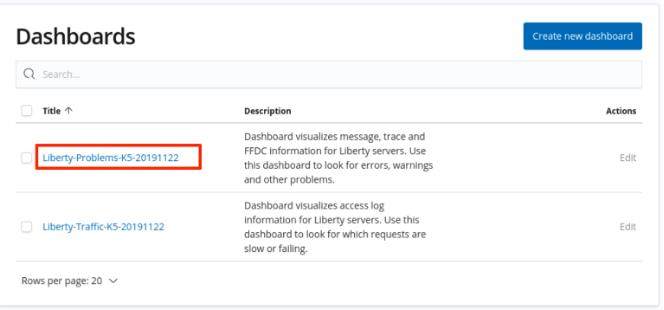 Dashboards
Create new dashboard
Search...
Title ↑ Description Actions
Liberty-Problems-K5-20191122
Dashboard visualizes message, trace and
FFDC information for Liberty servers. Use
this dashboard to look for errors, warnings
and other problems.
Edit
Liberty-Traffic-K5-20191122
Dashboard visualizes access log
information for Liberty servers. Use this
dashboard to look for which requests are
slow or failing.
Edit
Rows per page: 20